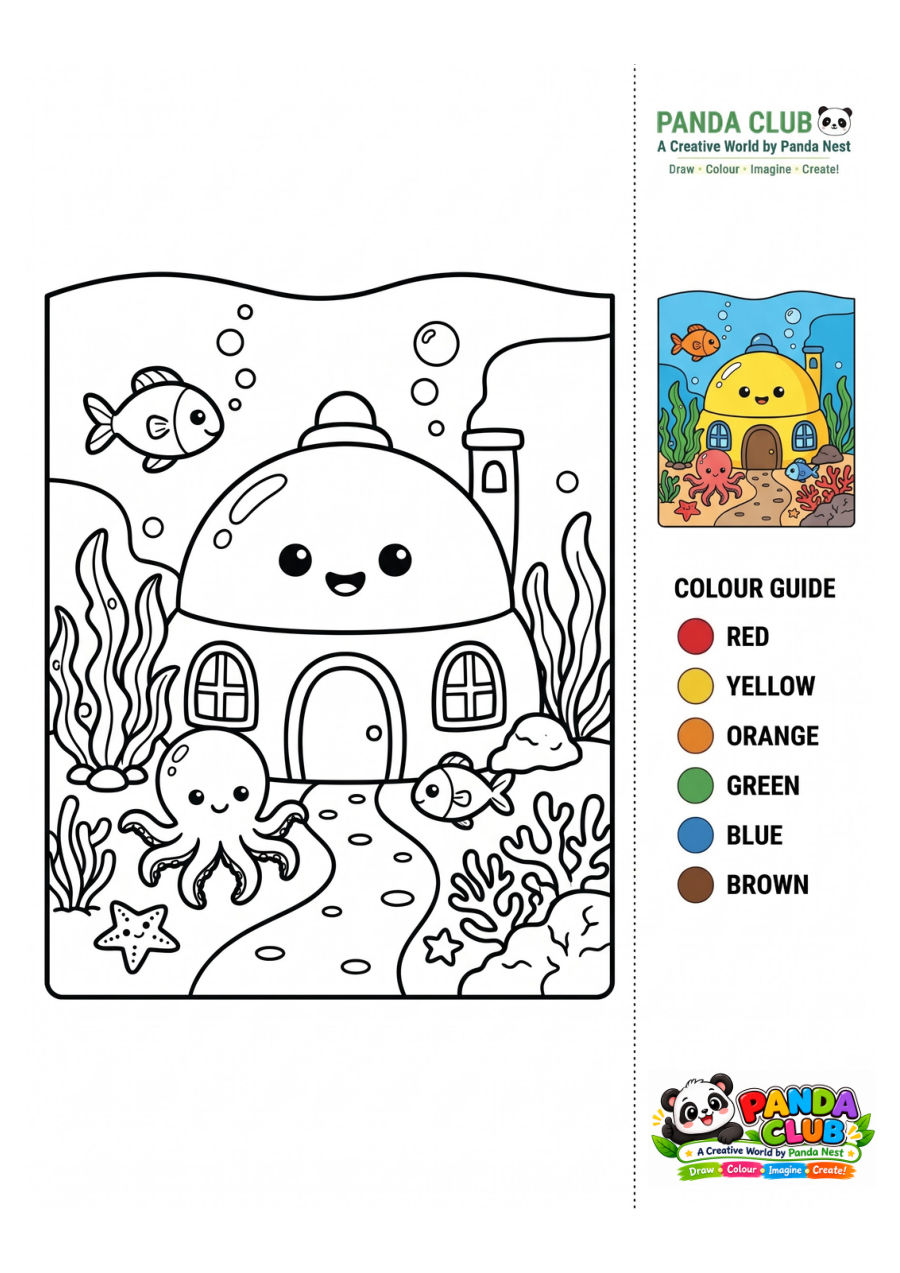 PANDA CLUB
A Creative World by Panda Nest
Draw • Colour • Imagine • Create!
COLOUR GUIDE
RED
YELLOW
ORANGE
GREEN
BLUE
BROWN
PANDA
CLUB
A Creative World by Panda Nest
Draw • Colour • Imagine • Create!